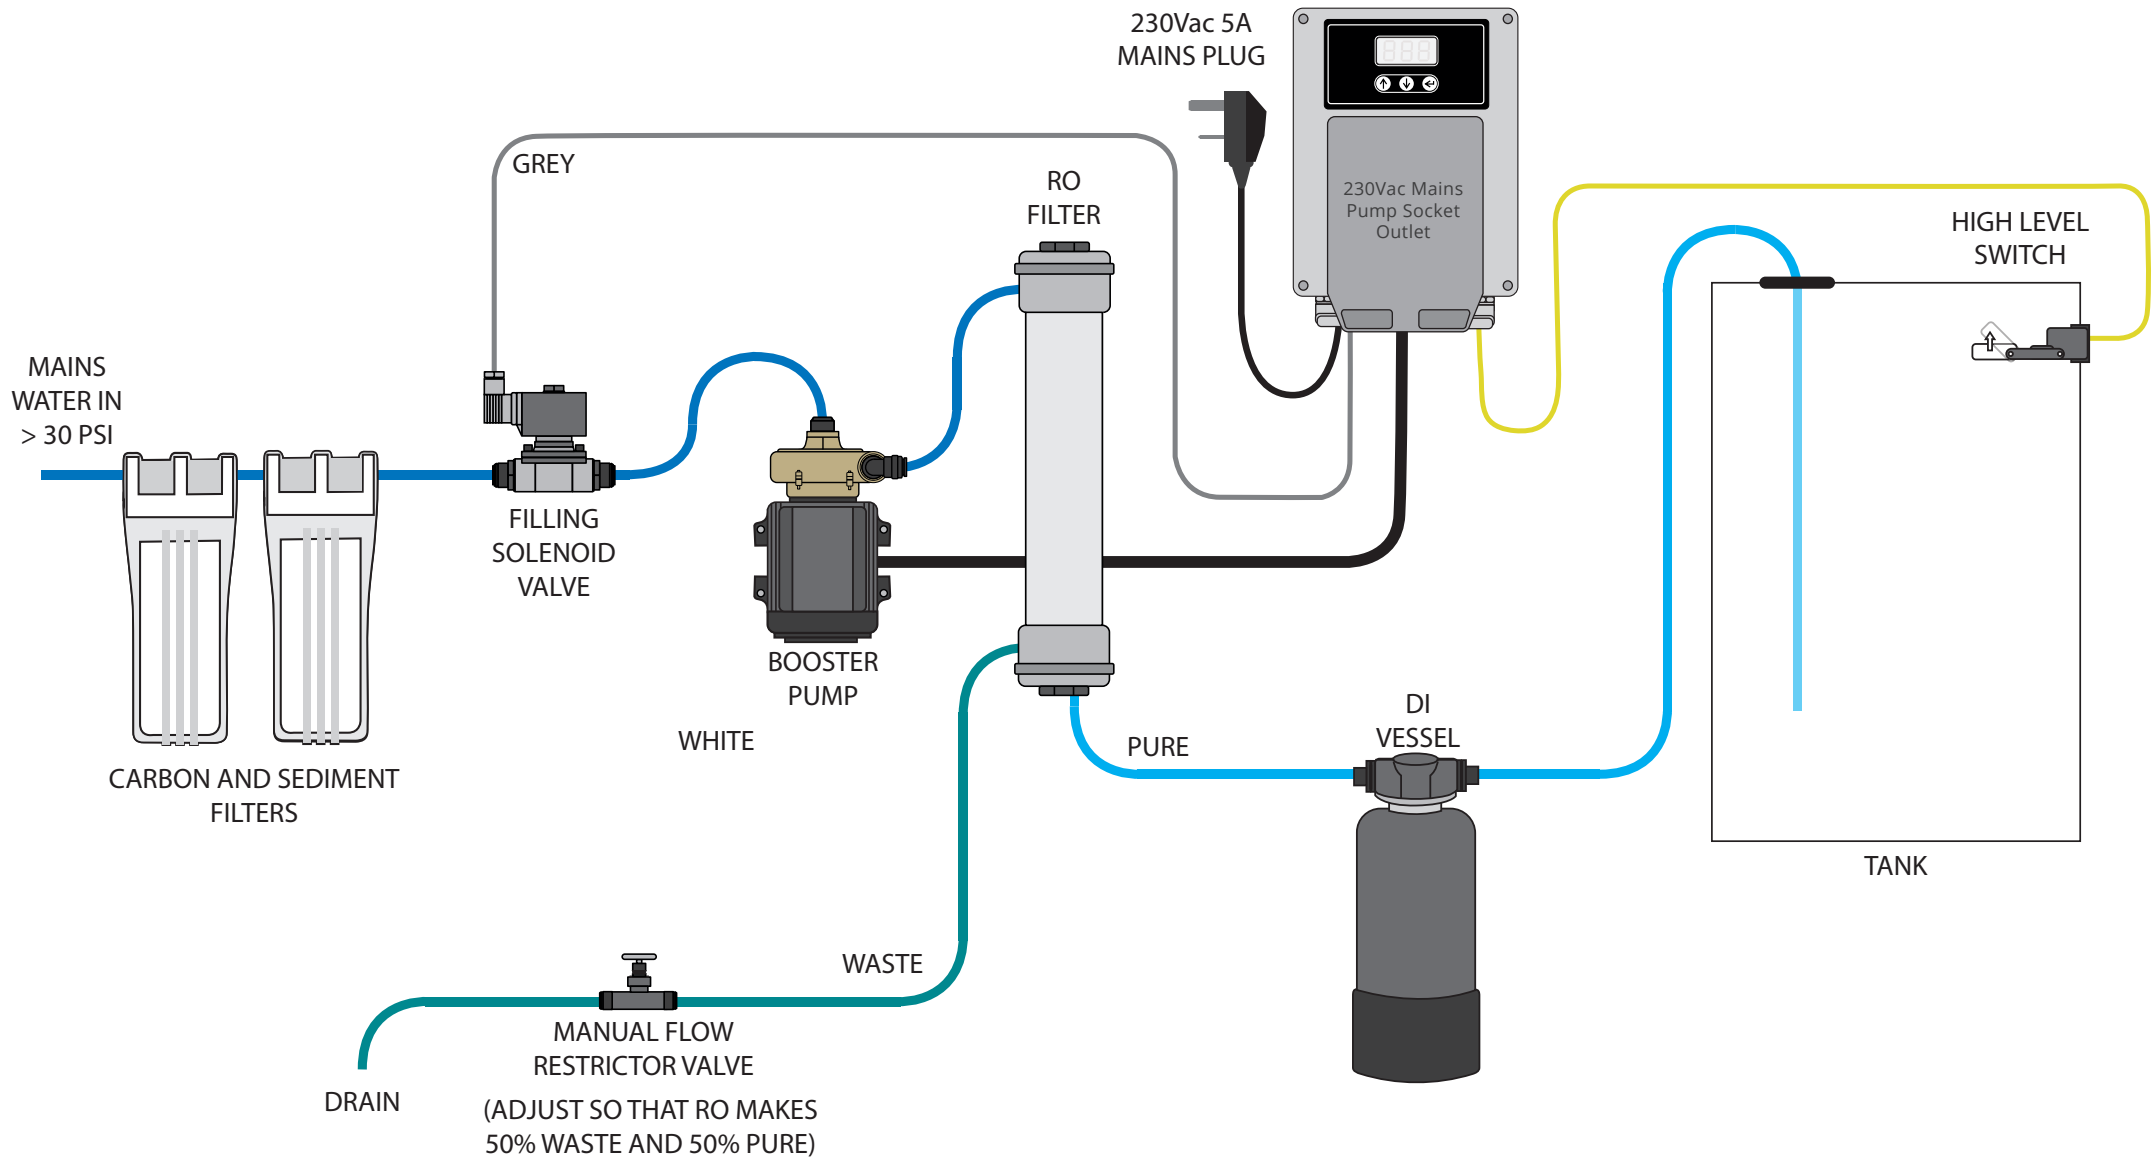 230Vac 5A
MAINS PLUG
GREY
RO
FILTER
230Vac Mains
Pump Socket
Outlet
HIGH LEVEL
SWITCH
MAINS
WATER IN
> 30 PSI
FILLING
SOLENOID
VALVE
BOOSTER
PUMP
WHITE
PURE
DI
VESSEL
CARBON AND SEDIMENT
FILTERS
TANK
WASTE
MANUAL FLOW
RESTRICTOR VALVE
DRAIN
(ADJUST SO THAT RO MAKES
50% WASTE AND 50% PURE)